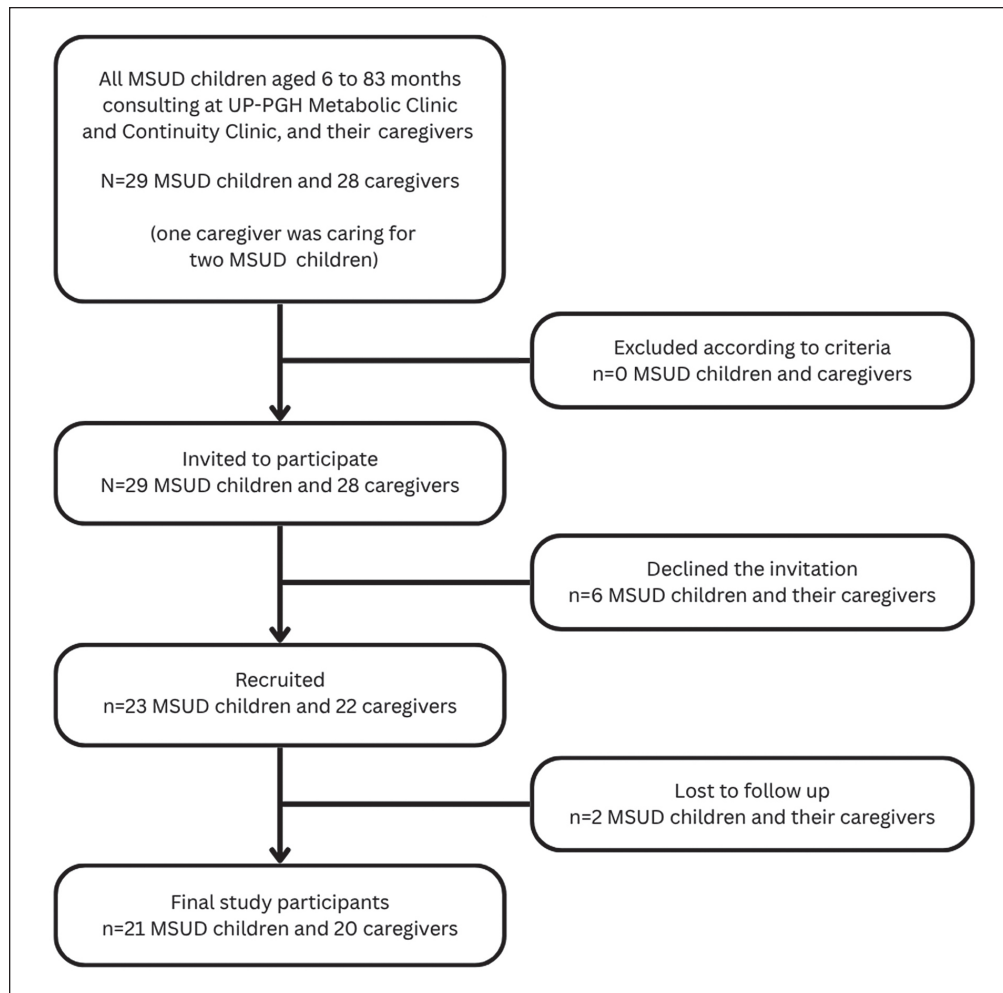 All MSUD children aged 6 to 83 months
consulting at UP-PGH Metabolic Clinic
and Continuity Clinic, and their caregivers
N=29 MSUD children and 28 caregivers
(one caregiver was caring for
two MSUD children)
Excluded according to criteria
n=0 MSUD children and caregivers
Invited to participate
N=29 MSUD children and 28 caregivers
Declined the invitation
n=6 MSUD children and their caregivers
Recruited
n=23 MSUD children and 22 caregivers
Lost to follow up
n=2 MSUD children and their caregivers
Final study participants
n=21 MSUD children and 20 caregivers